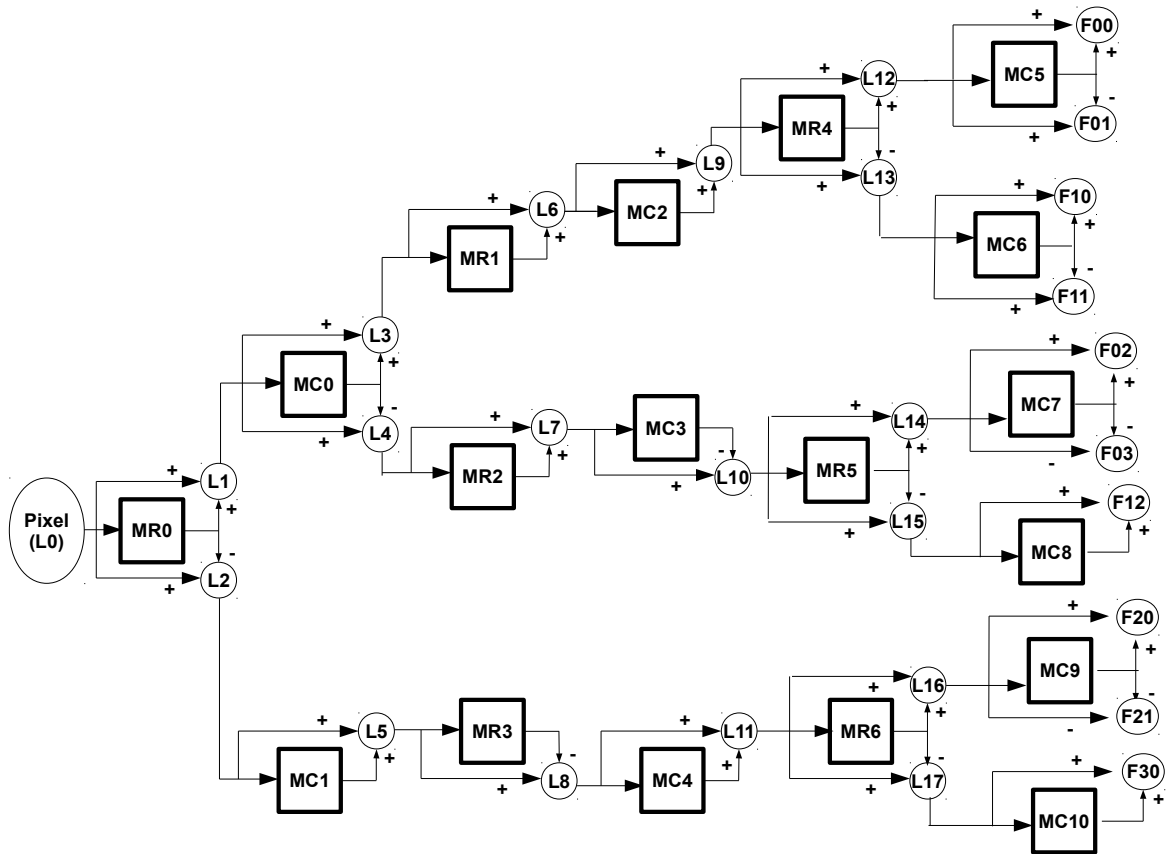 + F00
MC5
+
-
+ L12
+ F01
+
MR4
+
-
+ L9
+ L13
+ L6
MC2
+
+ F10
MC6
+
-
+ F11
+
MR1
+
+ L3
MC0
+
-
+ L4
+ F02
MC7
+
-
- F03
+ L7
MR2
+
MC3
-
+ L10
+ L14
MR5
+
-
+ L15
+ F12
MC8
+
Pixel
(L0)
+ L1
MR0
+
-
+ L2
+ F20
MC9
+
-
- F21
+ L5
MC1
+
MR3
-
+ L8
+ L11
MC4
+
+ L16
MR6
+
-
+ L17
+ F30
MC10
+